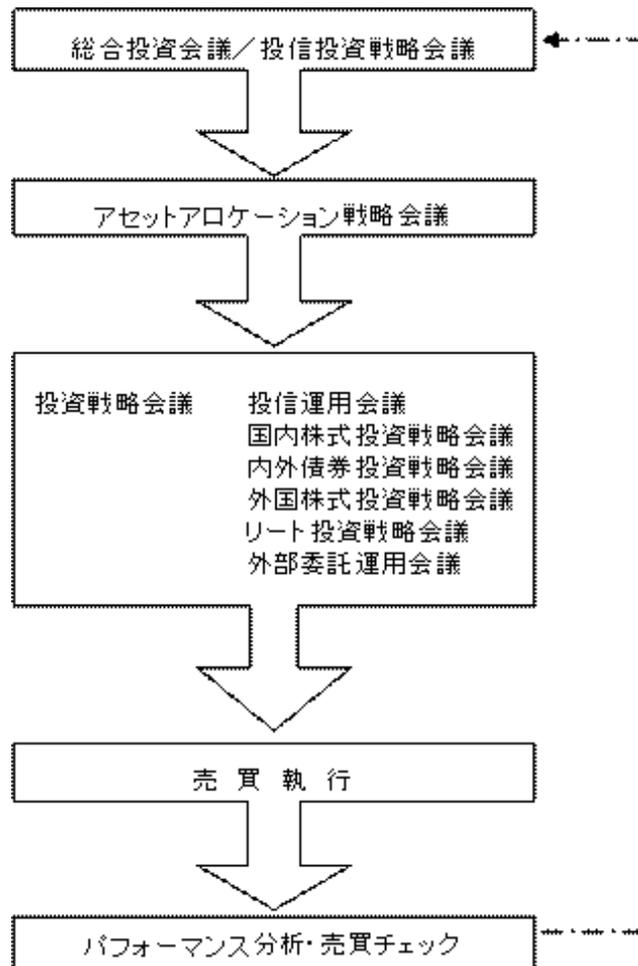 総合投資会議／投信投資戦略会議
アセットアロケーション戦略会議
投資戦略会議　投信運用会議
国内株式投資戦略会議
内外債券投資戦略会議
外国株式投資戦略会議
リート投資戦略会議
外部委託運用会議
売 買 執 行
パフォーマンス分析・売買チェック